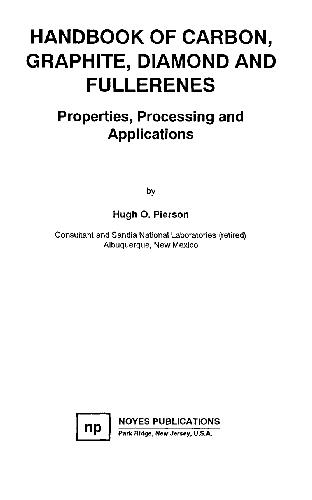 HANDBOOK OF CARBON,
GRAPHITE, DIAMOND AND
FULLERENES
Properties, Processing and
Applications
by
Hugh O. Pierson
Consultant and Sandia National Laboratories (retired)
Albuquerque, New Mexico
np
NOYES PUBLICATIONS
Park Ridge, New Jersey, U.S.A.